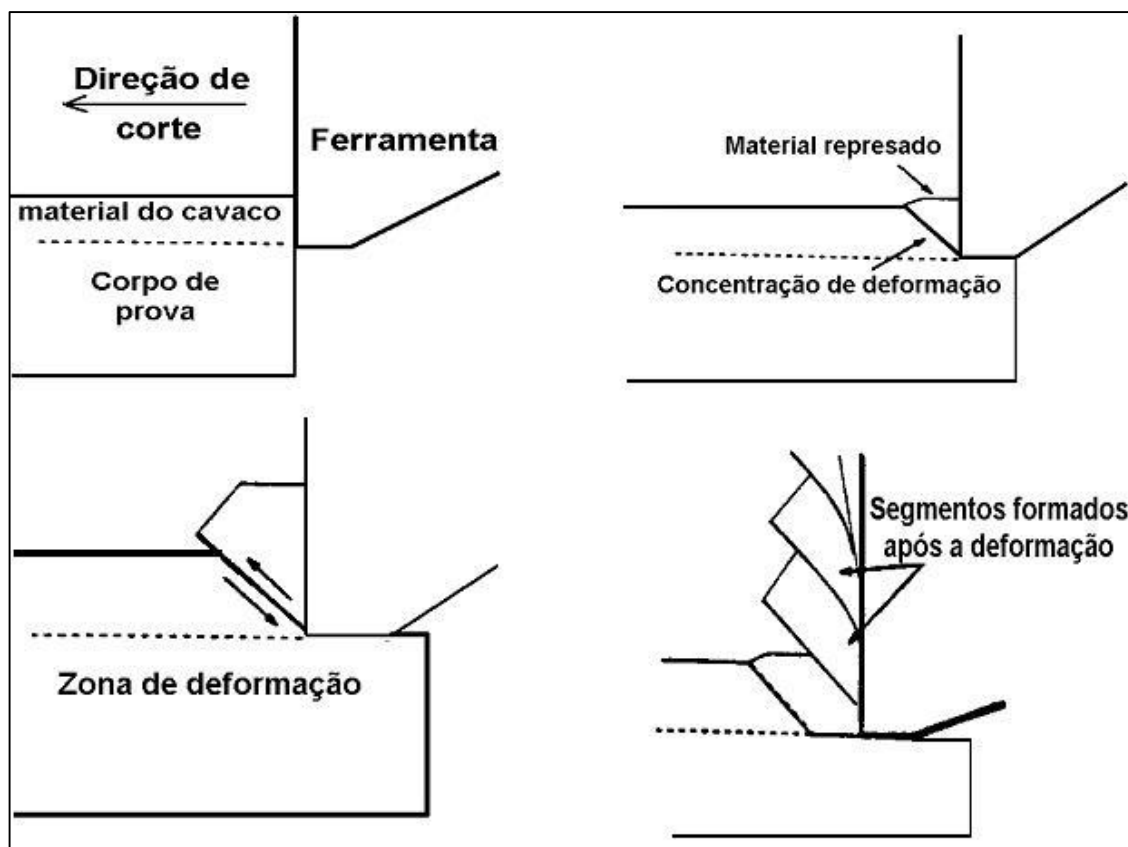 Direção de
corte
Ferramenta
material do cavaco
Corpo de
prova
Material represado
Concentração de deformação
Zona de deformação
Segmentos formados
após a deformação